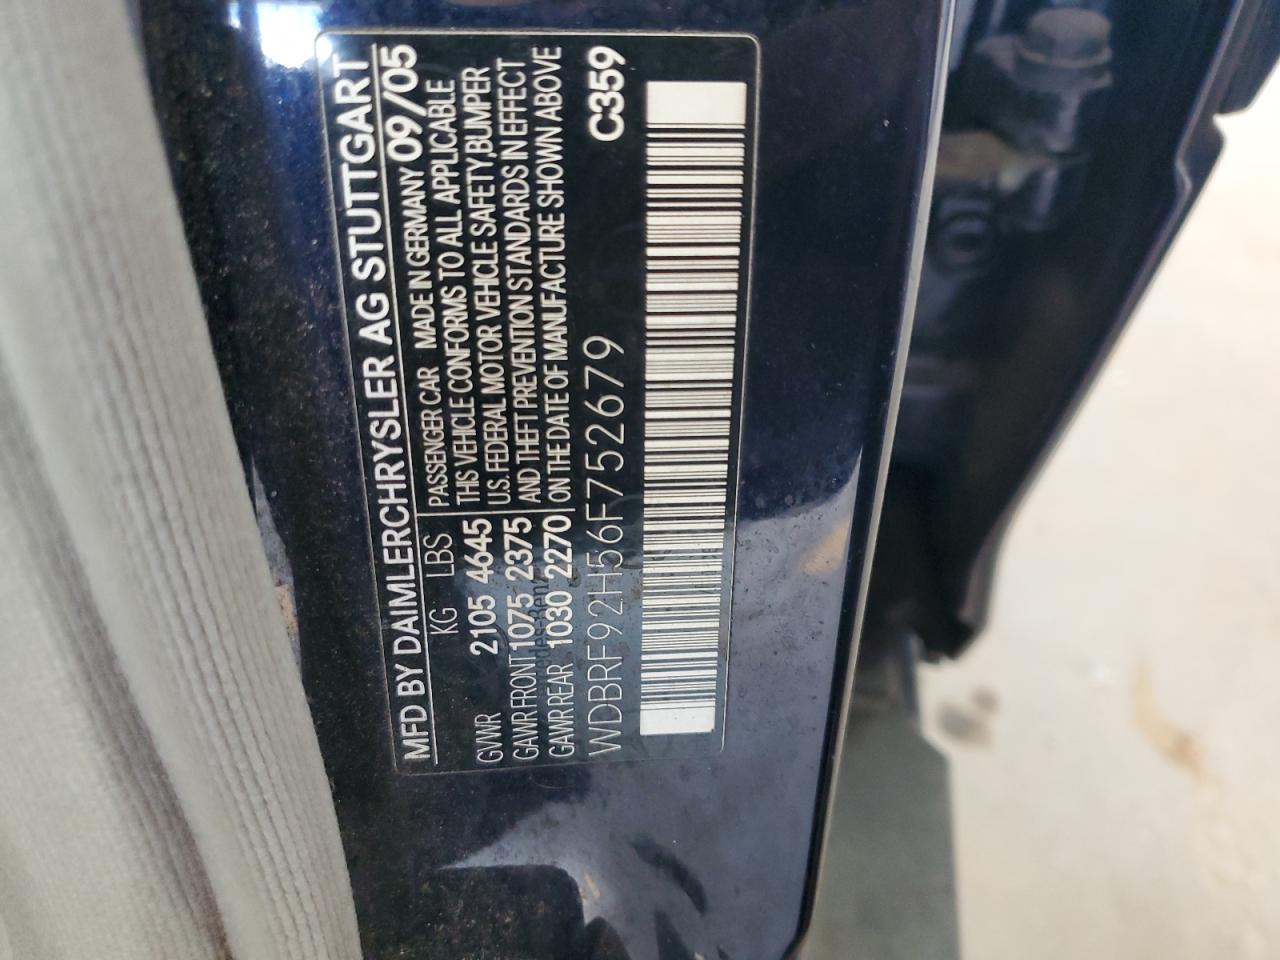 MFD BY DAIMLERCHRYSLER AG STUTTGART
KG LBS PASSENGER CAR MADE IN GERMANY 09/05
GVWR 2105 4645 THIS VEHICLE CONFORMS TO ALL APPLICABLE
U.S. FEDERAL MOTOR VEHICLE SAFETY,BUMPER
GAWR FRONT 1075 2375 AND THEFT PREVENTION STANDARDS IN EFFECT
GAWR REAR 1030 2270 ON THE DATE OF MANUFACTURE SHOWN ABOVE
WDBRF92H56F752679 C359